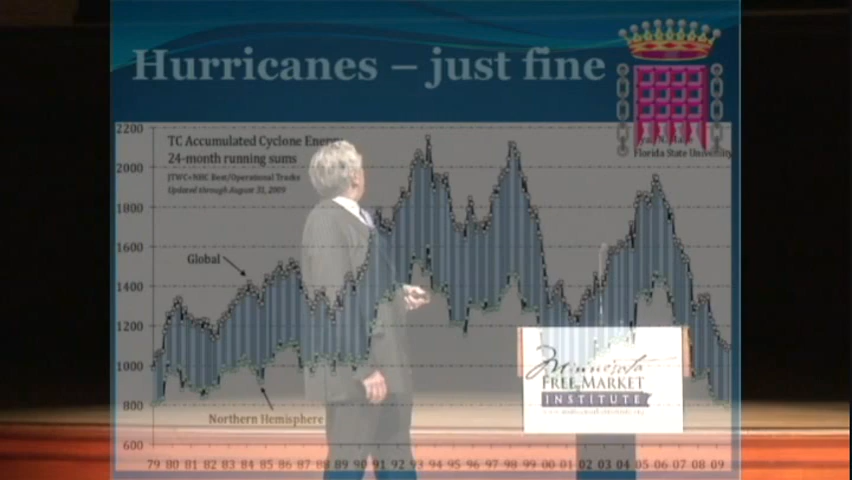 Hurricanes – just fine
2200
2000
1800
1600
1400
1200
1000
800
600
TC Accumulated Cyclone Energy
24-month running sums
JTWC+NHC Best/Operational Tracks
Updated through August 31, 2009
Florida State University
Global
Northern Hemisphere
Minnesota
FREE MARKET
INSTITUTE
79 80 81 82 83 84 85 86 87 88 89 90 91 92 93 94 95 96 97 98 99 00 01 02 03 04 05 06 07 08 09